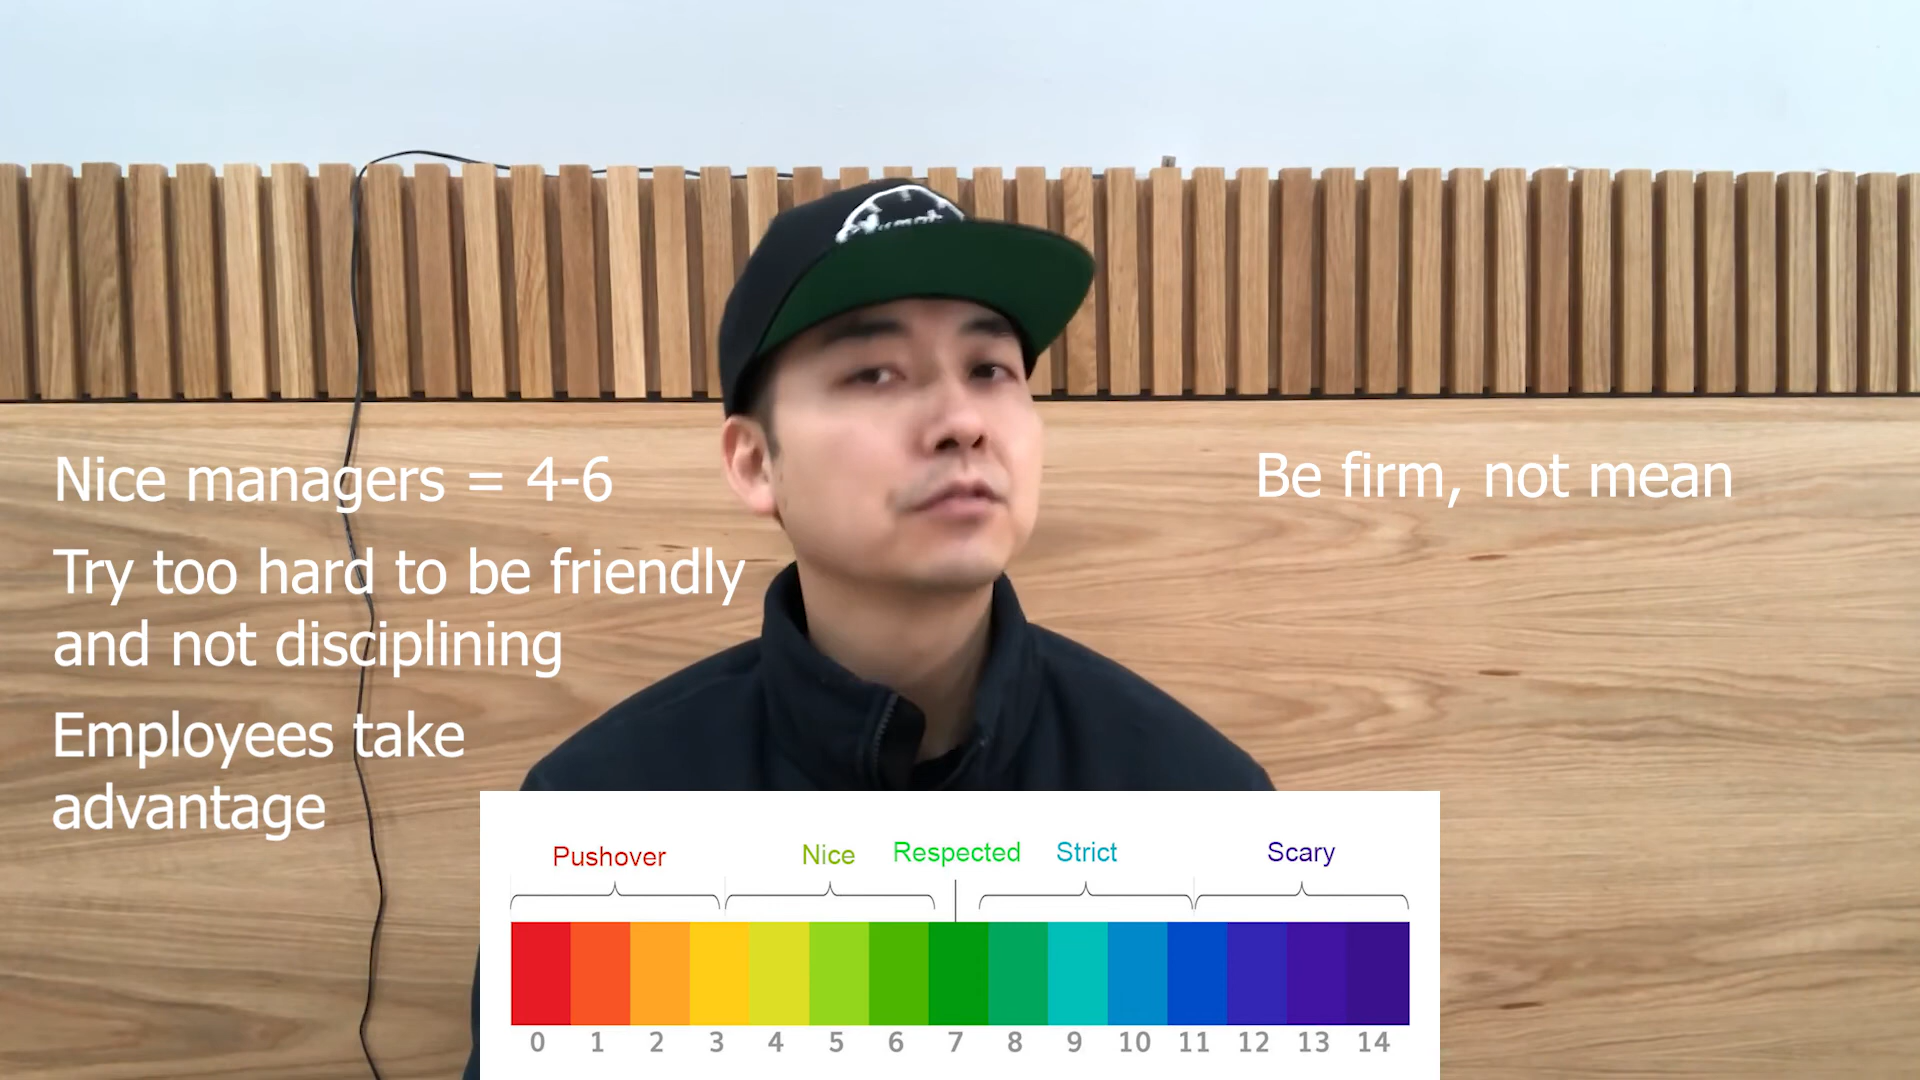 Nice managers = 4-6
Try too hard to be friendly
and not disciplining
Employees take
advantage
Be firm, not mean
Pushover
Nice
Respected
Strict
Scary
0 1 2 3 4 5 6 7 8 9 10 11 12 13 14